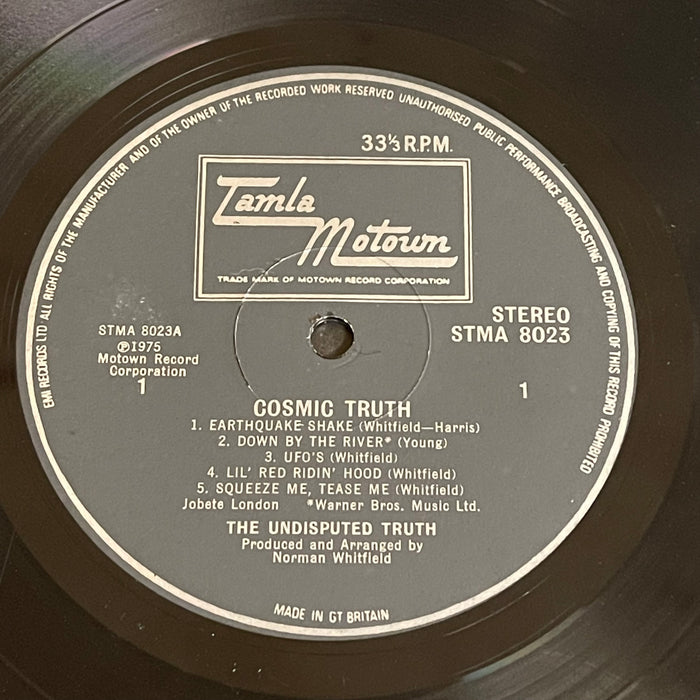 EMI RECORDS LTD ALL RIGHTS OF THE MANUFACTURER AND OF THE OWNER OF THE RECORDED WORK RESERVED UNAUTHORISED PUBLIC PERFORMANCE BROADCASTING AND COPYING OF THIS RECORD PROHIBITED
33⅓ R.P.M.
Tamla
Motown
TRADE MARK OF MOTOWN RECORD CORPORATION
STEREO
STMA 8023
STMA 8023A
Ⓟ1975
Motown Record
Corporation
1
1
COSMIC TRUTH
1. EARTHQUAKE SHAKE (Whitfield—Harris)
2. DOWN BY THE RIVER* (Young)
3. UFO'S (Whitfield)
4. LIL' RED RIDIN' HOOD (Whitfield)
5. SQUEEZE ME, TEASE ME (Whitfield)
Jobete London *Warner Bros. Music Ltd.
THE UNDISPUTED TRUTH
Produced and Arranged by
Norman Whitfield
MADE IN GT BRITAIN